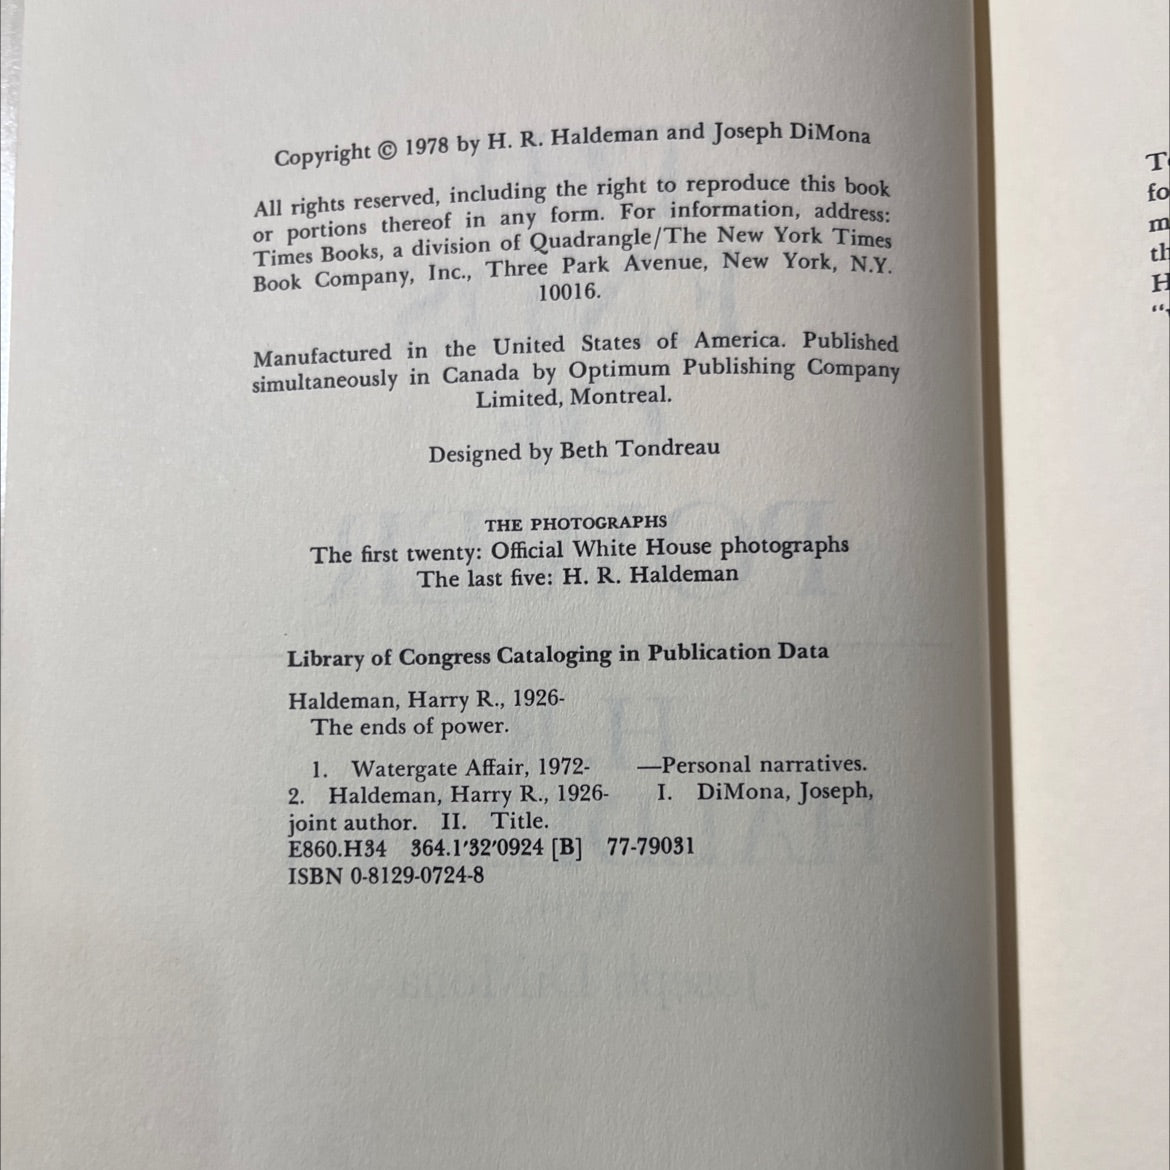 Copyright © 1978 by H. R. Haldeman and Joseph DiMona
All rights reserved, including the right to reproduce this book
or portions thereof in any form. For information, address:
Times Books, a division of Quadrangle/The New York Times
Book Company, Inc., Three Park Avenue, New York, N.Y.
10016.
Manufactured in the United States of America. Published
simultaneously in Canada by Optimum Publishing Company
Limited, Montreal.
Designed by Beth Tondreau
THE PHOTOGRAPHS
The first twenty: Official White House photographs
The last five: H. R. Haldeman
Library of Congress Cataloging in Publication Data
Haldeman, Harry R., 1926-
The ends of power.
1. Watergate Affair, 1972- —Personal narratives.
2. Haldeman, Harry R., 1926- I. DiMona, Joseph,
joint author. II. Title.
E860.H34 364.1'32'0924 [B] 77-79031
ISBN 0-8129-0724-8